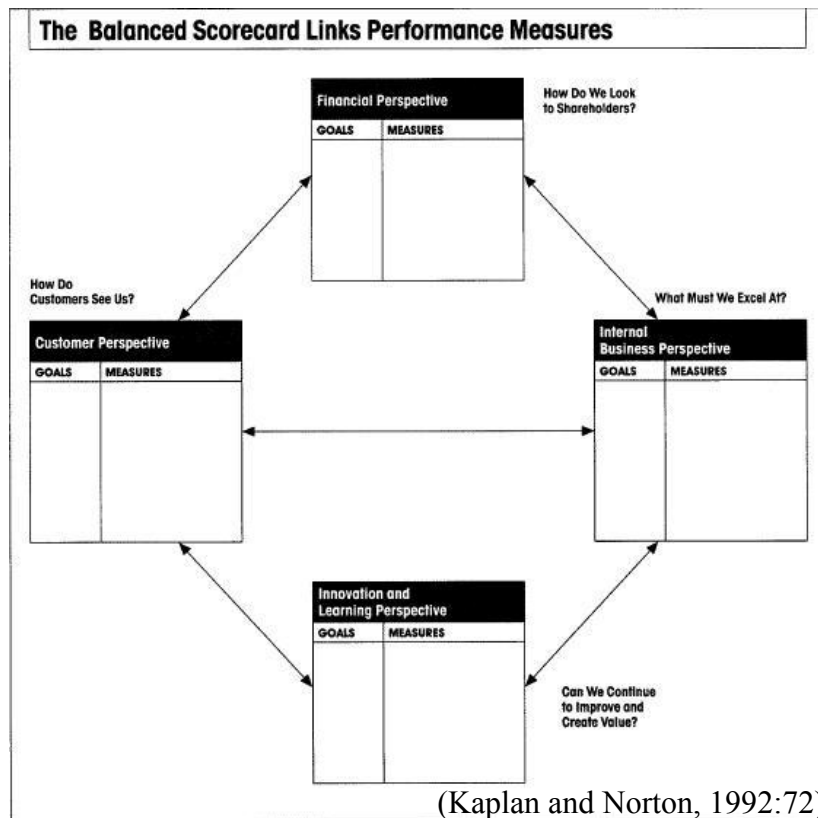 The Balanced Scorecard Links Performance Measures
Financial Perspective
GOALS MEASURES
How Do We Look
to Shareholders?
How Do
Customers See Us?
Customer Perspective
GOALS MEASURES
What Must We Excel At?
Internal
Business Perspective
GOALS MEASURES
Innovation and
Learning Perspective
GOALS MEASURES
Can We Continue
to Improve and
Create Value?
(Kaplan and Norton, 1992:72)